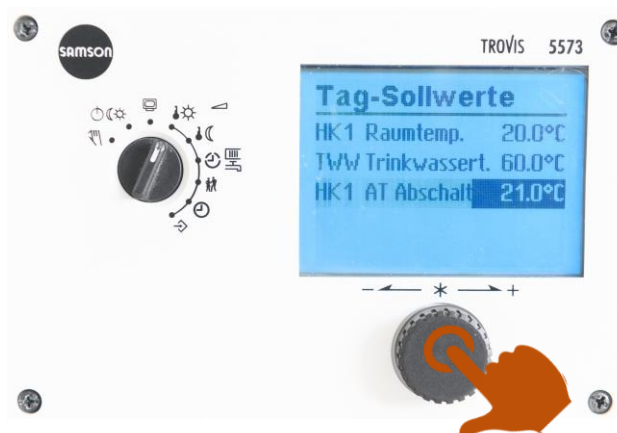 SAMSON
TROVIS 5573
Tag-Sollwerte
HK1 Raumtemp. 20.0°C
TWW Trinkwassert. 60.0°C
HK1 AT Abschalt 21.0°C
- * +